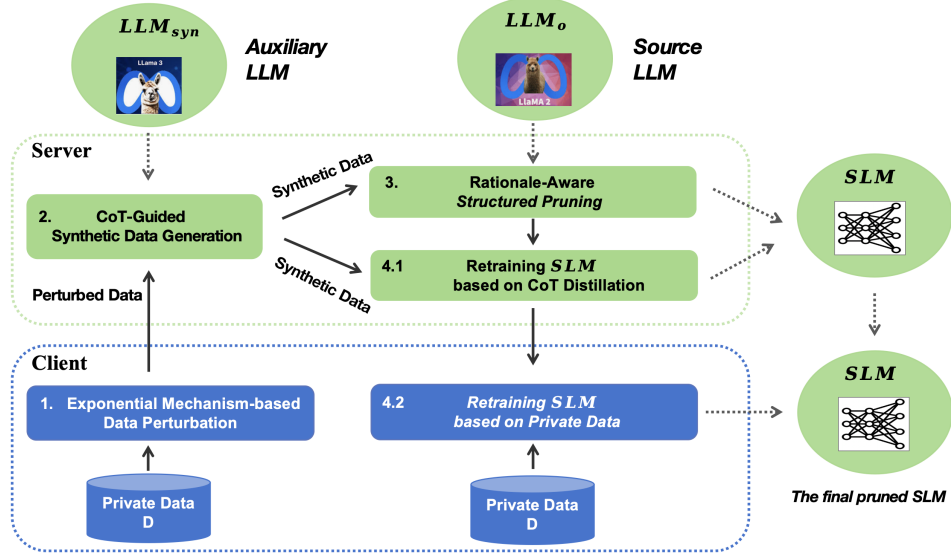 LLM_syn
LLama 3
Auxiliary
LLM
LLM_o
LlaMA 2
Source
LLM
Server
Synthetic Data
Synthetic Data
2. CoT-Guided
Synthetic Data Generation
3. Rationale-Aware
Structured Pruning
4.1 Retraining SLM
based on CoT Distillation
SLM
Perturbed Data
Client
1. Exponential Mechanism-based
Data Perturbation
4.2 Retraining SLM
based on Private Data
SLM
Private Data
D
Private Data
D
The final pruned SLM